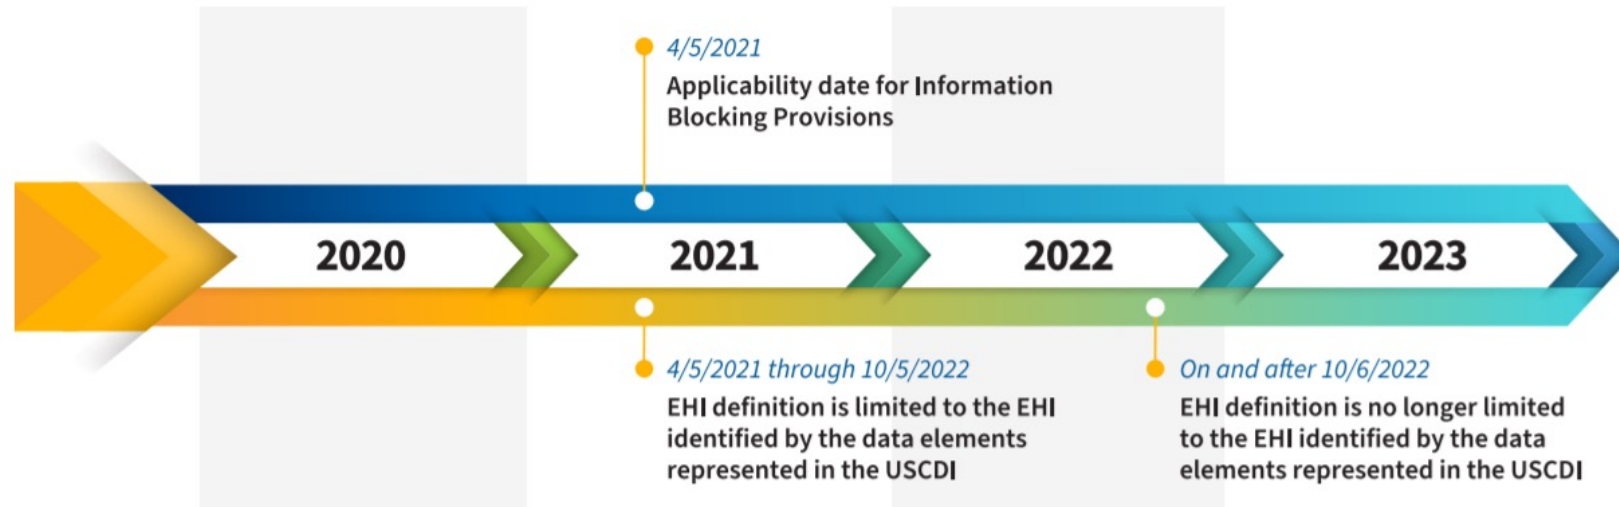 4/5/2021
Applicability date for Information
Blocking Provisions
2020
2021
2022
2023
4/5/2021 through 10/5/2022
EHI definition is limited to the EHI
identified by the data elements
represented in the USCDI
On and after 10/6/2022
EHI definition is no longer limited
to the EHI identified by the data
elements represented in the USCDI